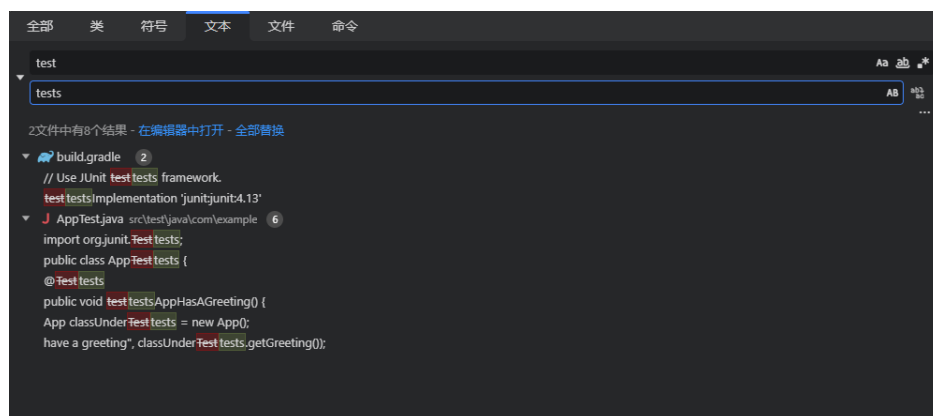 全部 类 符号 文本 文件 命令
test Aa ab .*
tests AB
2文件中有8个结果 - 在编辑器中打开 - 全部替换 ...
build.gradle 2
// Use JUnit testtests framework.
testtestsImplementation 'junit:junit:4.13'
J AppTest.java src\test\java\com\example 6
import org.junit.Testtests;
public class AppTesttests {
@Testtests
public void testtestsAppHasAGreeting() {
App classUnderTesttests = new App();
have a greeting", classUnderTesttests.getGreeting());